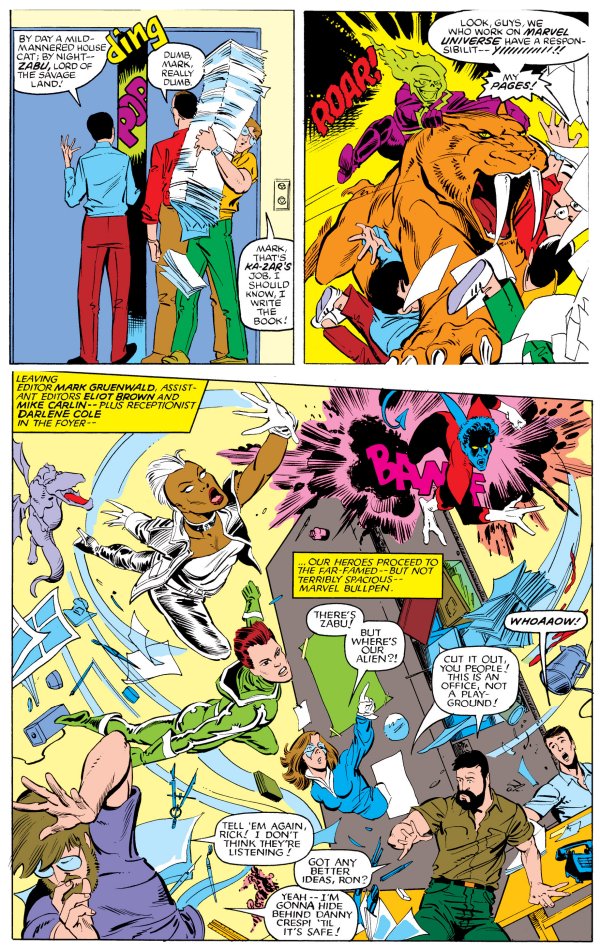 BY DAY A MILD-
MANNERED HOUSE
CAT; BY NIGHT--
ZABU, LORD OF
THE SAVAGE
LAND!
ding
POP
DUMB,
MARK,
REALLY
DUMB.
MARK,
THAT'S
KA-ZAR'S
JOB. I
SHOULD
KNOW, I
WRITE
THE
BOOK!
LOOK, GUYS, WE
WHO WORK ON MARVEL
UNIVERSE HAVE A RESPON-
SIBILIT--YIIIIIIIIII!!
MY
PAGES!
ROAR!
LEAVING
EDITOR MARK GRUENWALD, ASSIST-
ANT EDITORS ELIOT BROWN AND
MIKE CARLIN--PLUS RECEPTIONIST
DARLENE COLE
IN THE FOYER--
BAMF
...OUR HEROES PROCEED TO
THE FAR-FAMED--BUT NOT
TERRIBLY SPACIOUS--
MARVEL BULLPEN.
THERE'S
ZABU!
BUT
WHERE'S
OUR
ALIEN?!
WHOAAOW!
CUT IT OUT,
YOU PEOPLE!
THIS IS
AN OFFICE, NOT
A PLAY-
GROUND!
TELL 'EM AGAIN,
RICK! I DON'T
THINK THEY'RE
LISTENING!
GOT ANY
BETTER
IDEAS, RON?
YEAH--I'M
GONNA HIDE
BEHIND DANNY
CRESPI 'TIL
IT'S SAFE!